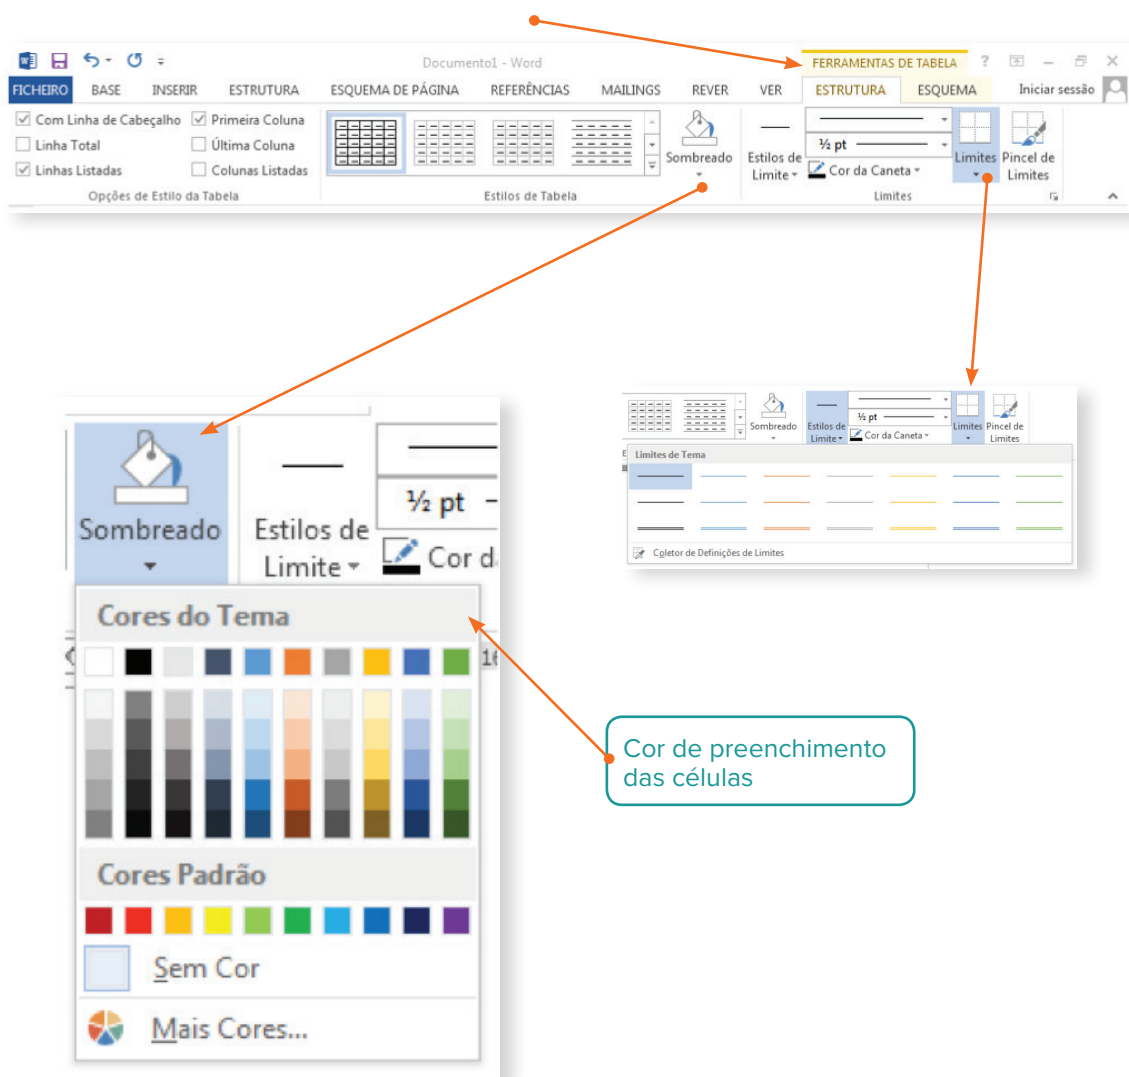 Documento1 - Word
FERRAMENTAS DE TABELA ?
FICHEIRO BASE INSERIR ESTRUTURA ESQUEMA DE PÁGINA REFERÊNCIAS MAILINGS REVER VER ESTRUTURA ESQUEMA Iniciar sessão
Com Linha de Cabeçalho Primeira Coluna
Linha Total Última Coluna
Linhas Listadas Colunas Listadas
Opções de Estilo da Tabela
Estilos de Tabela
Sombreado
Estilos de
Limite
½ pt
Cor da Caneta
Limites
Pincel de
Limites
Limites
Sombreado
Estilos de
Limite
½ pt
Cor da Caneta
Limites
Pincel de
Limites
Limites de Tema
Coletor de Definições de Limites
Sombreado
Estilos de
Limite
½ pt
Cor d
Cores do Tema
16
Cores Padrão
Sem Cor
Mais Cores...
Cor de preenchimento
das células